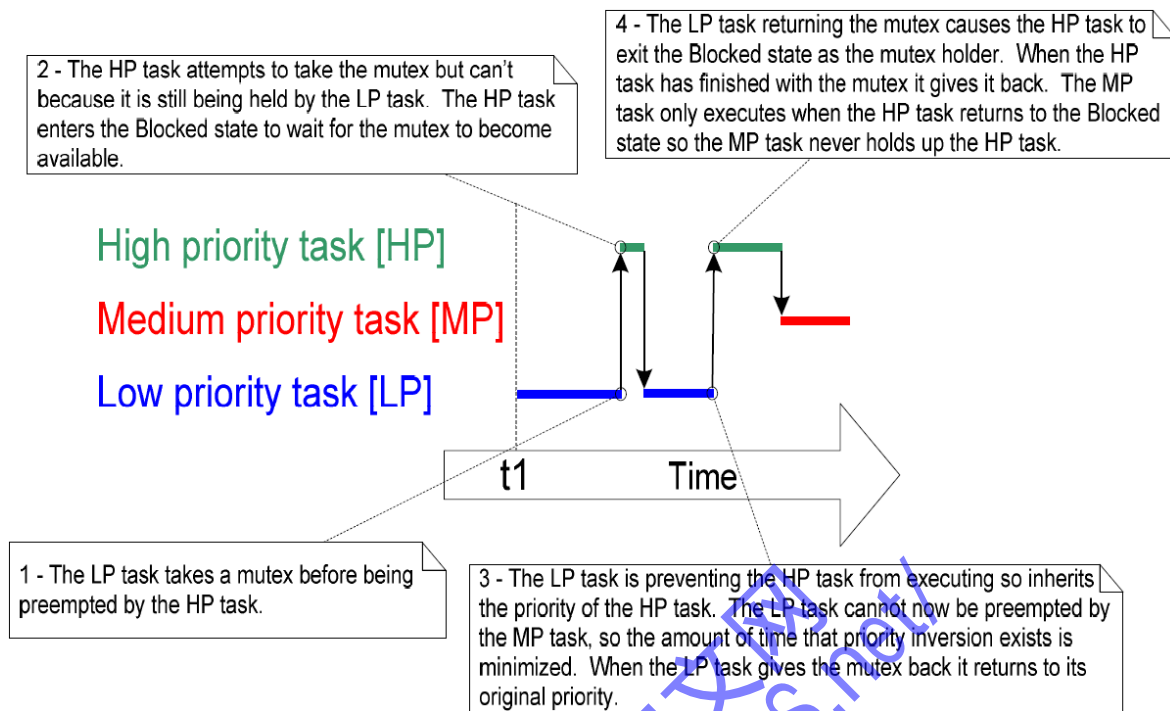 2 - The HP task attempts to take the mutex but can't
because it is still being held by the LP task. The HP task
enters the Blocked state to wait for the mutex to become
available.
4 - The LP task returning the mutex causes the HP task to
exit the Blocked state as the mutex holder. When the HP
task has finished with the mutex it gives it back. The MP
task only executes when the HP task returns to the Blocked
state so the MP task never holds up the HP task.
High priority task [HP]
Medium priority task [MP]
Low priority task [LP]
t1
Time
1 - The LP task takes a mutex before being
preempted by the HP task.
3 - The LP task is preventing the HP task from executing so inherits
the priority of the HP task. The LP task cannot now be preempted by
the MP task, so the amount of time that priority inversion exists is
minimized. When the LP task gives the mutex back it returns to its
original priority.
文网
.net/